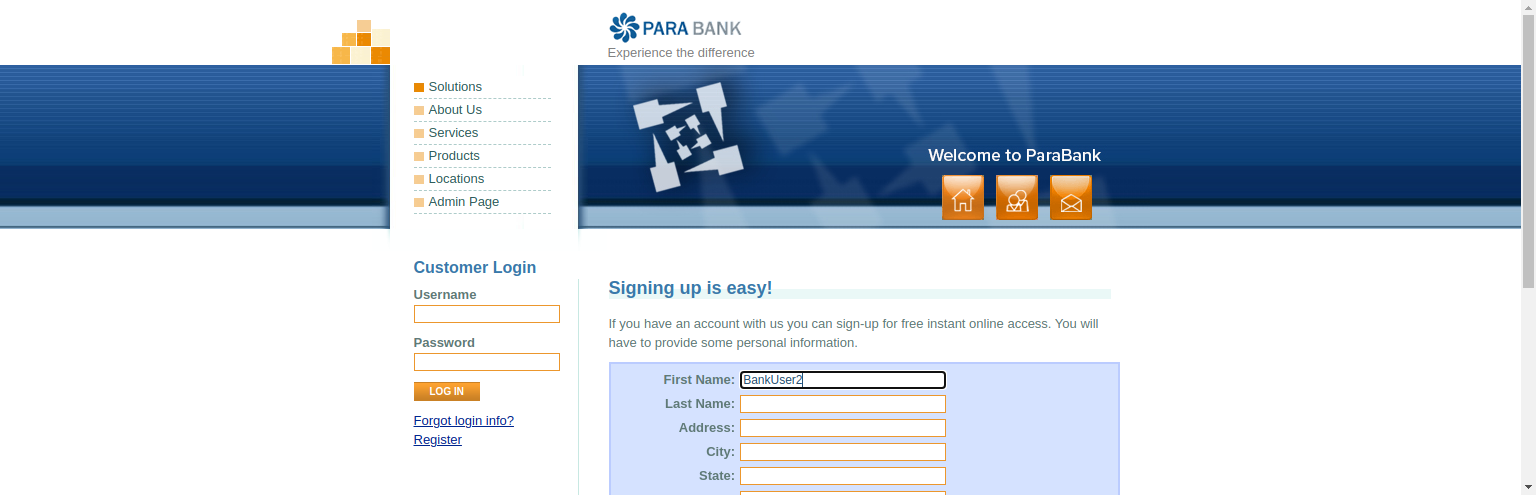 PARA BANK
Experience the difference
Solutions
About Us
Services
Products
Locations
Admin Page
Welcome to ParaBank
Customer Login
Username
Password
LOG IN
Forgot login info?
Register
Signing up is easy!
If you have an account with us you can sign-up for free instant online access. You will
have to provide some personal information.
First Name: BankUser2
Last Name:
Address:
City:
State: